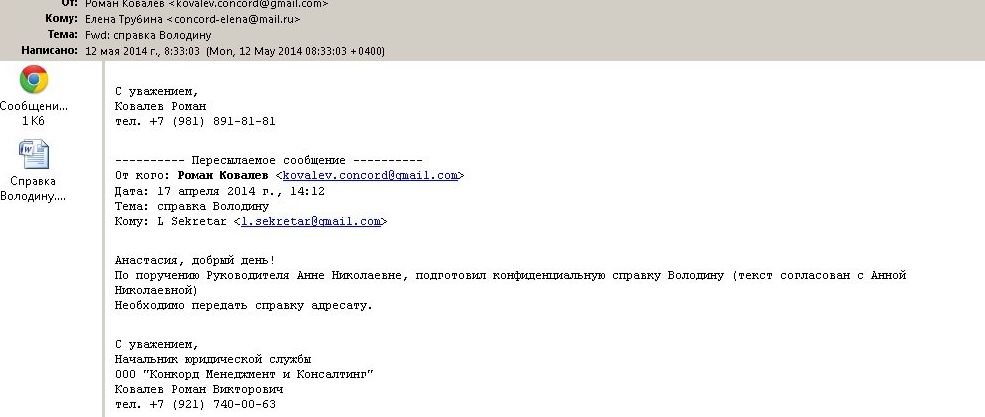 От: Роман Ковалев <kovalev.concord@gmail.com>
Кому: Елена Трубина <concord-elena@mail.ru>
Тема: Fwd: справка Володину
Написано: 12 мая 2014 г., 8:33:03 (Mon, 12 May 2014 08:33:03 +0400)
Сообщени...
1 Кб
Справка
Володину....
С уважением,
Ковалев Роман
тел. +7 (981) 891-81-81
---------- Пересылаемое сообщение ----------
От кого: Роман Ковалев <kovalev.concord@gmail.com>
Дата: 17 апреля 2014 г., 14:12
Тема: справка Володину
Кому: L Sekretar <l.sekretar@gmail.com>
Анастасия, добрый день!
По поручению Руководителя Анне Николаевне, подготовил конфиденциальную справку Володину (текст согласован с Анной
Николаевной)
Необходимо передать справку адресату.
С уважением,
Начальник юридической службы
ООО "Конкорд Менеджмент и Консалтинг"
Ковалев Роман Викторович
тел. +7 (921) 740-00-63